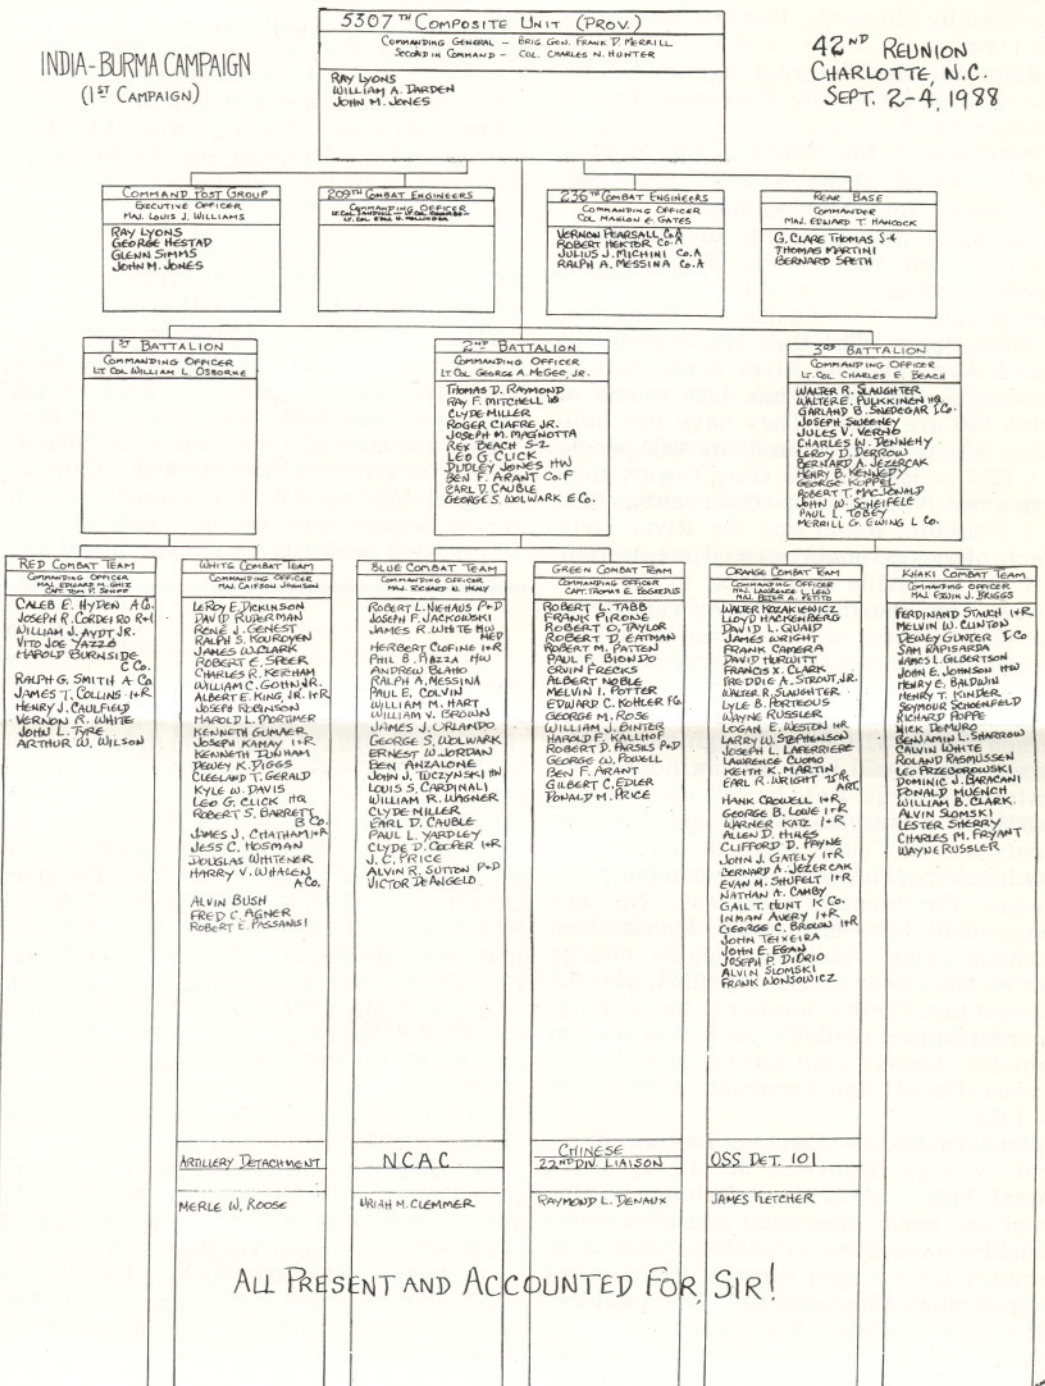 5307TH COMPOSITE UNIT (PROV.)
COMMANDING GENERAL – BRIG. GEN. FRANK D. MERRILL
SECOND IN COMMAND – COL. CHARLES N. HUNTER
RAY LYONS
WILLIAM A. DARDEN
JOHN M. JONES
INDIA-BURMA CAMPAIGN
(1ST CAMPAIGN)
42ND REUNION
CHARLOTTE, N.C.
SEPT. 2-4, 1988
COMMAND POST GROUP
EXECUTIVE OFFICER
MAJ. LOUIS J. WILLIAMS
RAY LYONS
GEORGE HESTAD
GLENN SIMMS
JOHN M. JONES
209TH COMBAT ENGINEERS
COMMANDING OFFICER
236TH COMBAT ENGINEERS
COMMANDING OFFICER
COL MAHLON E GATES
VERNON PEARSALL Co.A
ROBERT HEKTOR Co.A
JULIUS J. MICHINI Co.A
RALPH A. MESSINA Co.A
REAR BASE
COMMANDER
MAJ. EDWARD T. HANCOCK
G. CLARE THOMAS S-4
THOMAS MARTINI
BERNARD SPETH
1ST BATTALION
COMMANDING OFFICER
LT COL WILLIAM L. OSBORNE
2ND BATTALION
COMMANDING OFFICER
LT COL GEORGE A. McGEE, JR.
THOMAS D. RAYMOND
RAY F. MITCHELL HQ
CLYDE MILLER
ROGER CIAFRE JR.
JOSEPH M. MAGNOTTA
REX BEACH S-2
LEO G. CLICK
DUDLEY JONES HW
BEN F. ARANT Co.F
EARL D. CAUBLE
GEORGE S. WOLWARK E Co.
3RD BATTALION
COMMANDING OFFICER
LT. COL CHARLES E. BEACH
WALTER R. SLAUGHTER
WALTER E. PULKKINEN HQ
GARLAND B. SNEDEGAR I Co.
JOSEPH SWEENEY
JULES V. VERNO
CHARLES W. DENNEHY
LEROY D. DERROW
BERNARD A. JEZERCAK
HENRY B. KENNEDY
GEORGE KOPPEL
ROBERT T. MACDONALD
JOHN W. SCHEIFELE
PAUL L. TOBEY
MERRILL G. EWING L Co.
RED COMBAT TEAM
COMMANDING OFFICER
MAJ. EDWARD M. GHIZ
CAPT. TOM P. SENFF
CALEB E. HYDEN A Co.
JOSEPH R. CORDEIRO R+I
WILLIAM J. AYDT JR.
VITO JOE YAZZO
HAROLD BURNSIDE
C Co.
RALPH G. SMITH A Co
JAMES T. COLLINS I+R
HENRY J. CAULFIELD
VERNON R. WHITE
JOHN L. TYRE
ARTHUR W. WILSON
WHITE COMBAT TEAM
COMMANDING OFFICER
MAJ. CAIFSON JOHNSON
LEROY E. DICKINSON
DAVID RUDERMAN
RENE J. GENEST
RALPH S. KOUROYEN
JAMES W. CLARK
ROBERT E. SPEER
CHARLES R. KETCHAM
WILLIAM C. GOHN, JR.
ALBERT E. KING, JR. I+R
JOSEPH ROBINSON
HAROLD L. MORTIMER
KENNETH GUMAER
JOSEPH KAMAY I+R
KENNETH DUNHAM
DEWEY K. DIGGS
CLEELAND T. GERALD
KYLE W. DAVIS
LEO G. CLICK HQ
ROBERT S. BARRETT
B Co.
JAMES J. CHATHAM I+R
JESS C. HOSMAN
DOUGLAS WHITENER
HARRY V. WHALEN
A Co.
ALVIN BUSH
FRED C. AGNER
ROBERT E. PASSANISI
BLUE COMBAT TEAM
COMMANDING OFFICER
MAJ. RICHARD W. HEALY
ROBERT L. NIEHAUS P+D
JOSEPH F. JACKOWSKI
JAMES R. WHITE HW
MED
HERBERT CLOFINE I+R
PHIL B. PIAZZA HW
ANDREW BLAHO
RALPH A. MESSINA
PAUL E. COLVIN
WILLIAM M. HART
WILLIAM V. BROWN
JAMES J. ORLANDO
GEORGE S. WOLWARK
ERNEST W. JORDAN
BEN ANZALONE
JOHN J. TUCZYNSKI HW
LOUIS S. CARDINALI
WILLIAM R. WAGNER
CLYDE MILLER
EARL D. CAUBLE
PAUL L. YARDLEY
CLYDE D. COOPER I+R
J.C. PRICE
ALVIN R. SUTTON P+D
VICTOR DEANGELO
GREEN COMBAT TEAM
COMMANDING OFFICER
CAPT. THOMAS E. BOGARDUS
ROBERT L. TABB
FRANK PIRONE
ROBERT O. TAYLOR
ROBERT D. EATMAN
ROBERT M. PATTEN
PAUL F. BIONDO
ERVIN FRECKS
ALBERT NOBLE
MELVIN I. POTTER
EDWARD C. KOHLER
GEORGE M. ROSE
WILLIAM J. BINTER
HAROLD F. KALLHOF
ROBERT D. PARSILS P+D
GEORGE W. POWELL
BEN F. ARANT
GILBERT C. EDLER
DONALD M. PRICE
ORANGE COMBAT TEAM
COMMANDING OFFICER
MAJ. LAWRENCE L. LEW
MAJ. PETER A. PETITO
WALTER KOZAKIEWICZ
LLOYD HACKENBERG
DAVID L. QUAID
JAMES WRIGHT
FRANK CAMERA
DAVID HURWITT
FRANCIS X. CLARK
FREDDIE A. STROUT, JR.
WALTER R. SLAUGHTER
LYLE B. PORTEOUS
WAYNE RUSSLER
LOGAN E. WESTON HQ
LARRY W. STEPHENSON
JOSEPH L. LAFERRIERE
LAWRENCE CUOMO
KEITH K. MARTIN
EARL R. WRIGHT 75TH
ART.
HANK CROWELL I+R
GEORGE B. LOWE I+R
WARNER KATZ I+R
ALLEN D. HINES
CLIFFORD D. PAYNE
JOHN J. GATELY I+R
BERNARD A. JEZERCAK
EVAN M. SHUFELT I+R
NATHAN A. CAMBY
GAIL T. HUNT K Co.
INMAN AVERY I+R
GEORGE C. BROWN I+R
JOHN TEIXEIRA
JOHN E. EGAN
JOSEPH P. DIORIO
ALVIN SLOMSKI
FRANK WONSOWICZ
KHAKI COMBAT TEAM
COMMANDING OFFICER
MAJ EDWIN J. BRIGGS
FERDINAND STAUCH I+R
MELVIN W. CLINTON
DEWEY GUNTER I Co
SAM RAPISARDA
JAMES L. GILBERTSON
JOHN E. JOHNSON HW
HENRY E. BALDWIN
HENRY T. KINDER
SEYMOUR SCHOENFELD
RICHARD POPPE
NICK DEMURO
BENJAMIN L. SHARROW
CALVIN WHITE
ROLAND RASMUSSEN
LEO PRZEBOROWSKI
DOMINIC J. BARACANI
DONALD MUENCH
WILLIAM B. CLARK
ALVIN SLOMSKI
LESTER SHERRY
CHARLES M. FRYANT
WAYNE RUSSLER
ARTILLERY DETACHMENT
MERLE W. ROOSE
NCAC
URIAH M. CLEMMER
CHINESE
22ND DIV. LIAISON
RAYMOND L. DENAUX
OSS DET. 101
JAMES FLETCHER
ALL PRESENT AND ACCOUNTED FOR, SIR!